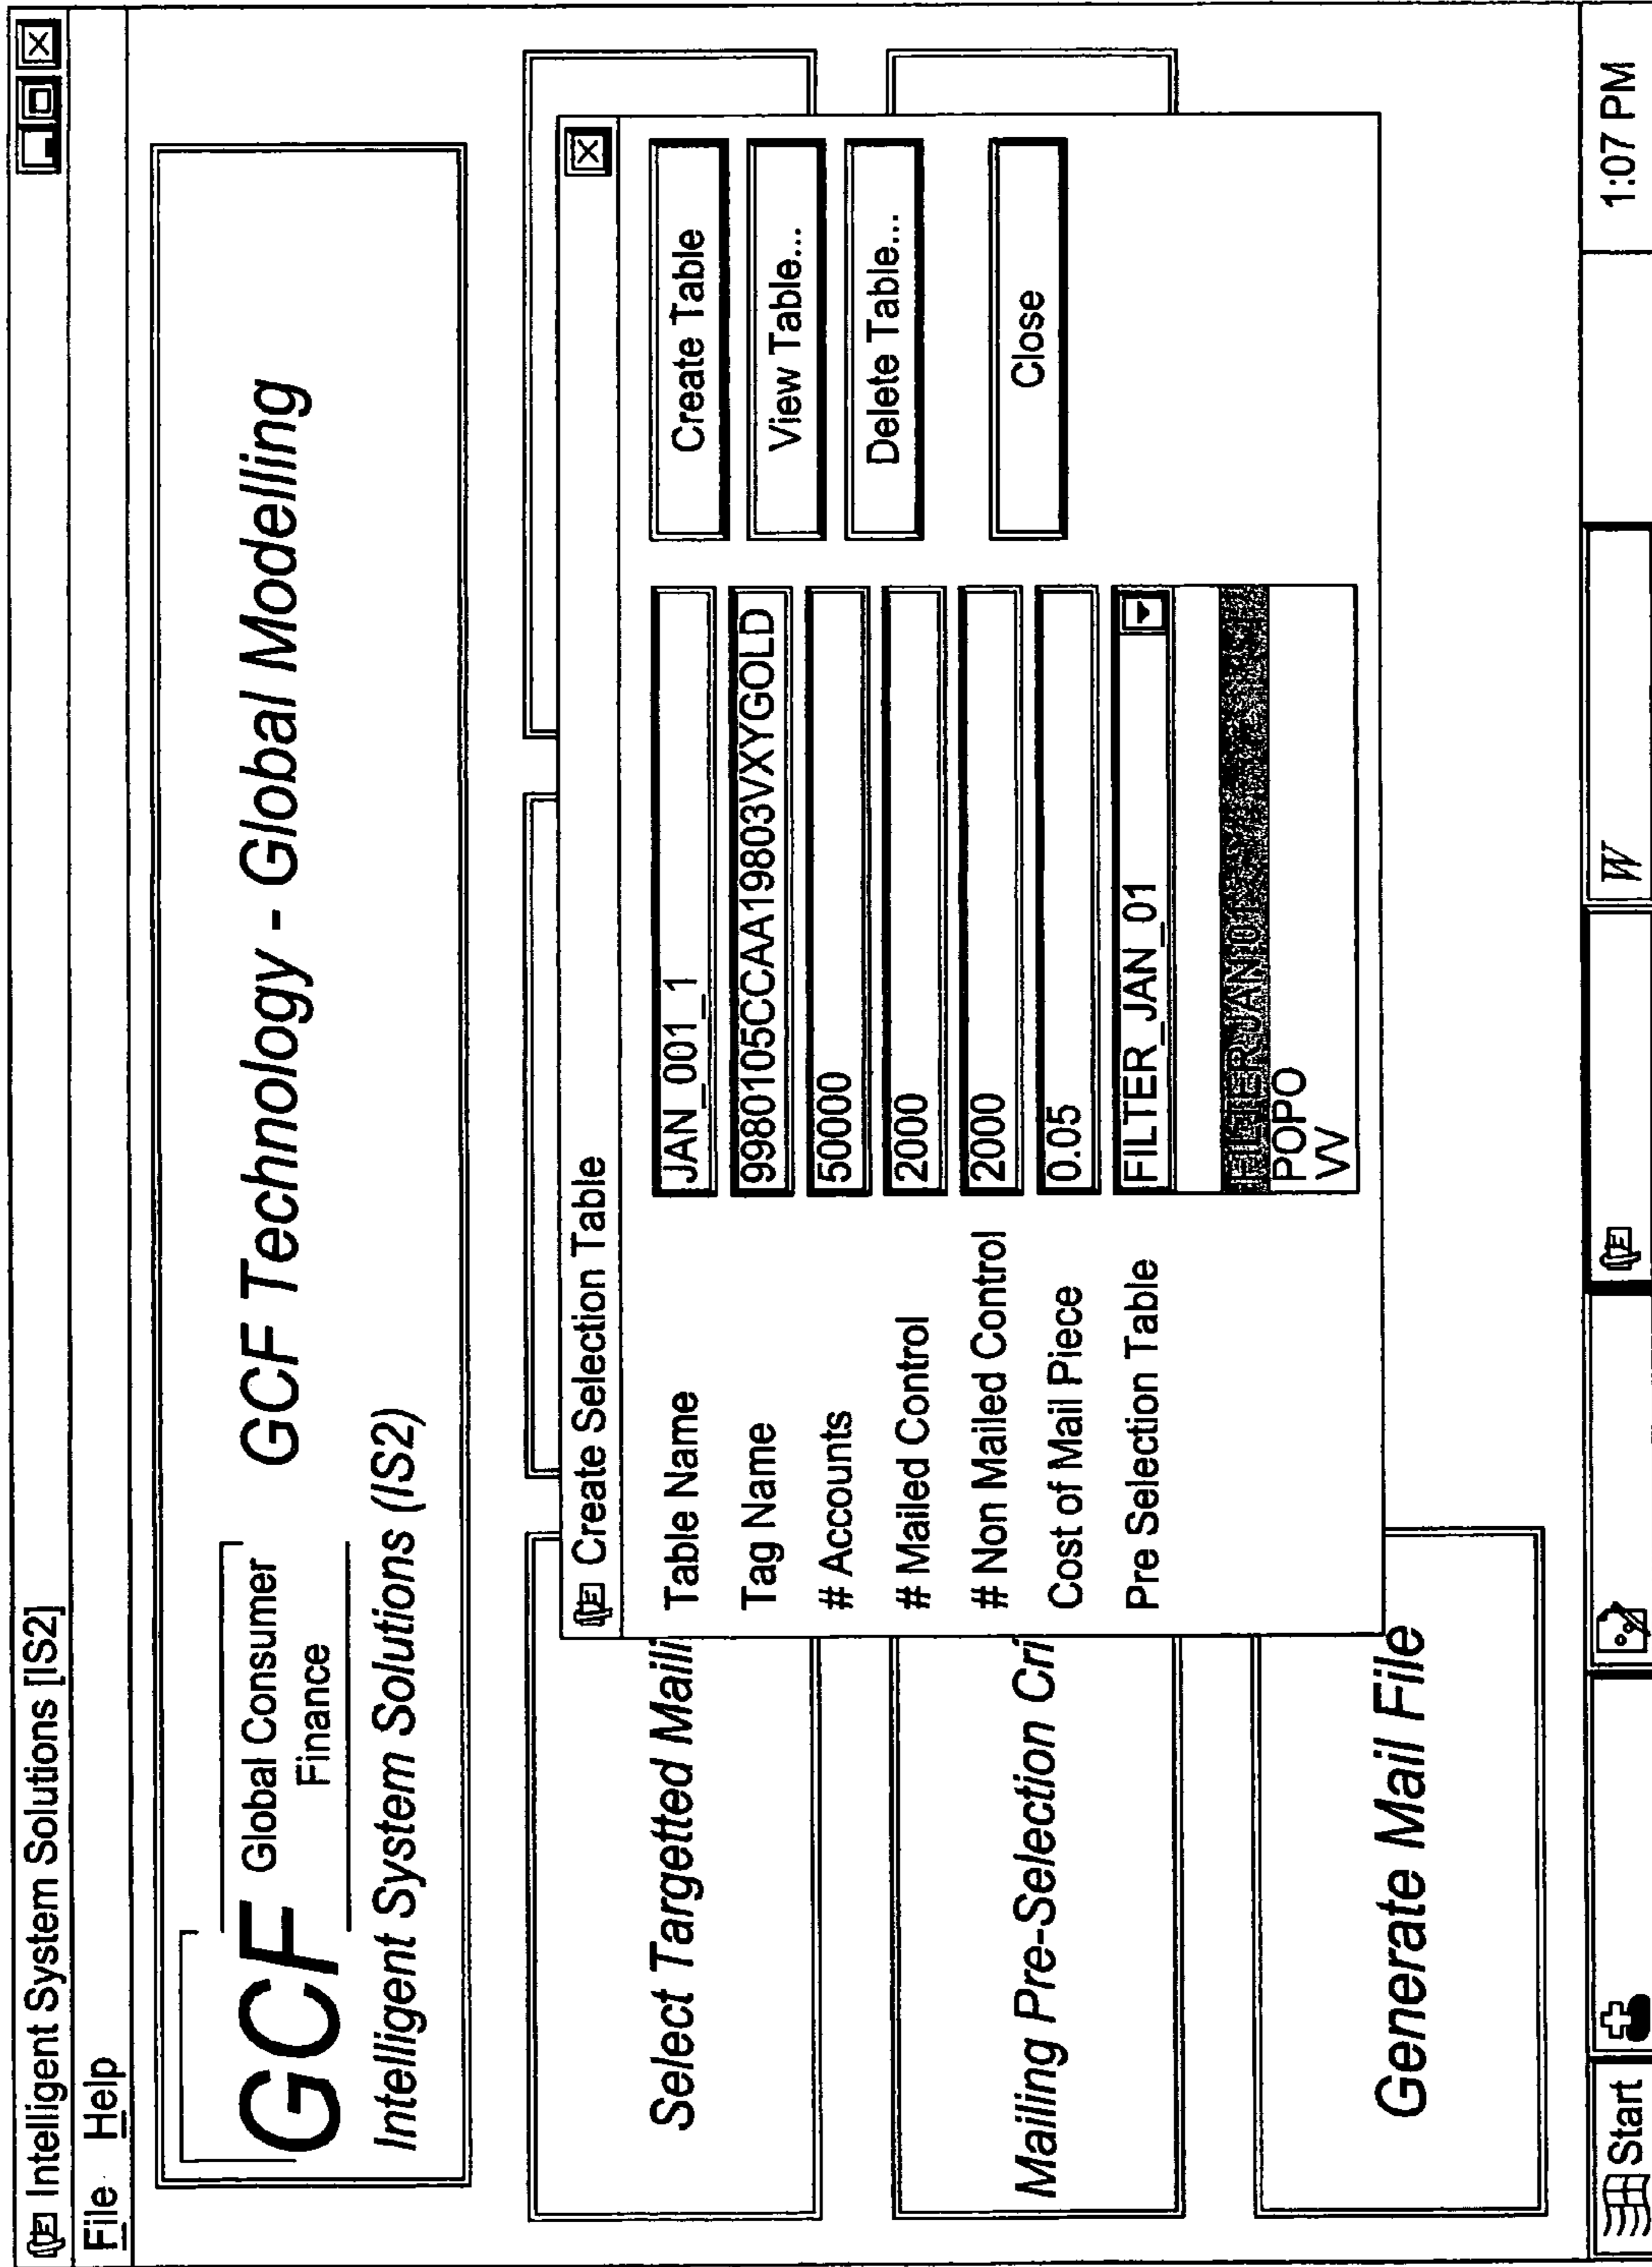 Intelligent System Solutions [IS2]
File Help
GCF Global Consumer Finance GCF Technology - Global Modelling
Intelligent System Solutions (IS2)
Select Targetted Maili
Mailing Pre-Selection Cri
Generate Mail File
Create Selection Table
Table Name JAN_001_1 Create Table
Tag Name 9980105CCAA19803VXYGOLD View Table...
# Accounts 50000 Delete Table...
# Mailed Control 2000
# Non Mailed Control 2000 Close
Cost of Mail Piece 0.05
Pre Selection Table FILTER_JAN_01
POPO
VV
Start W 1:07 PM